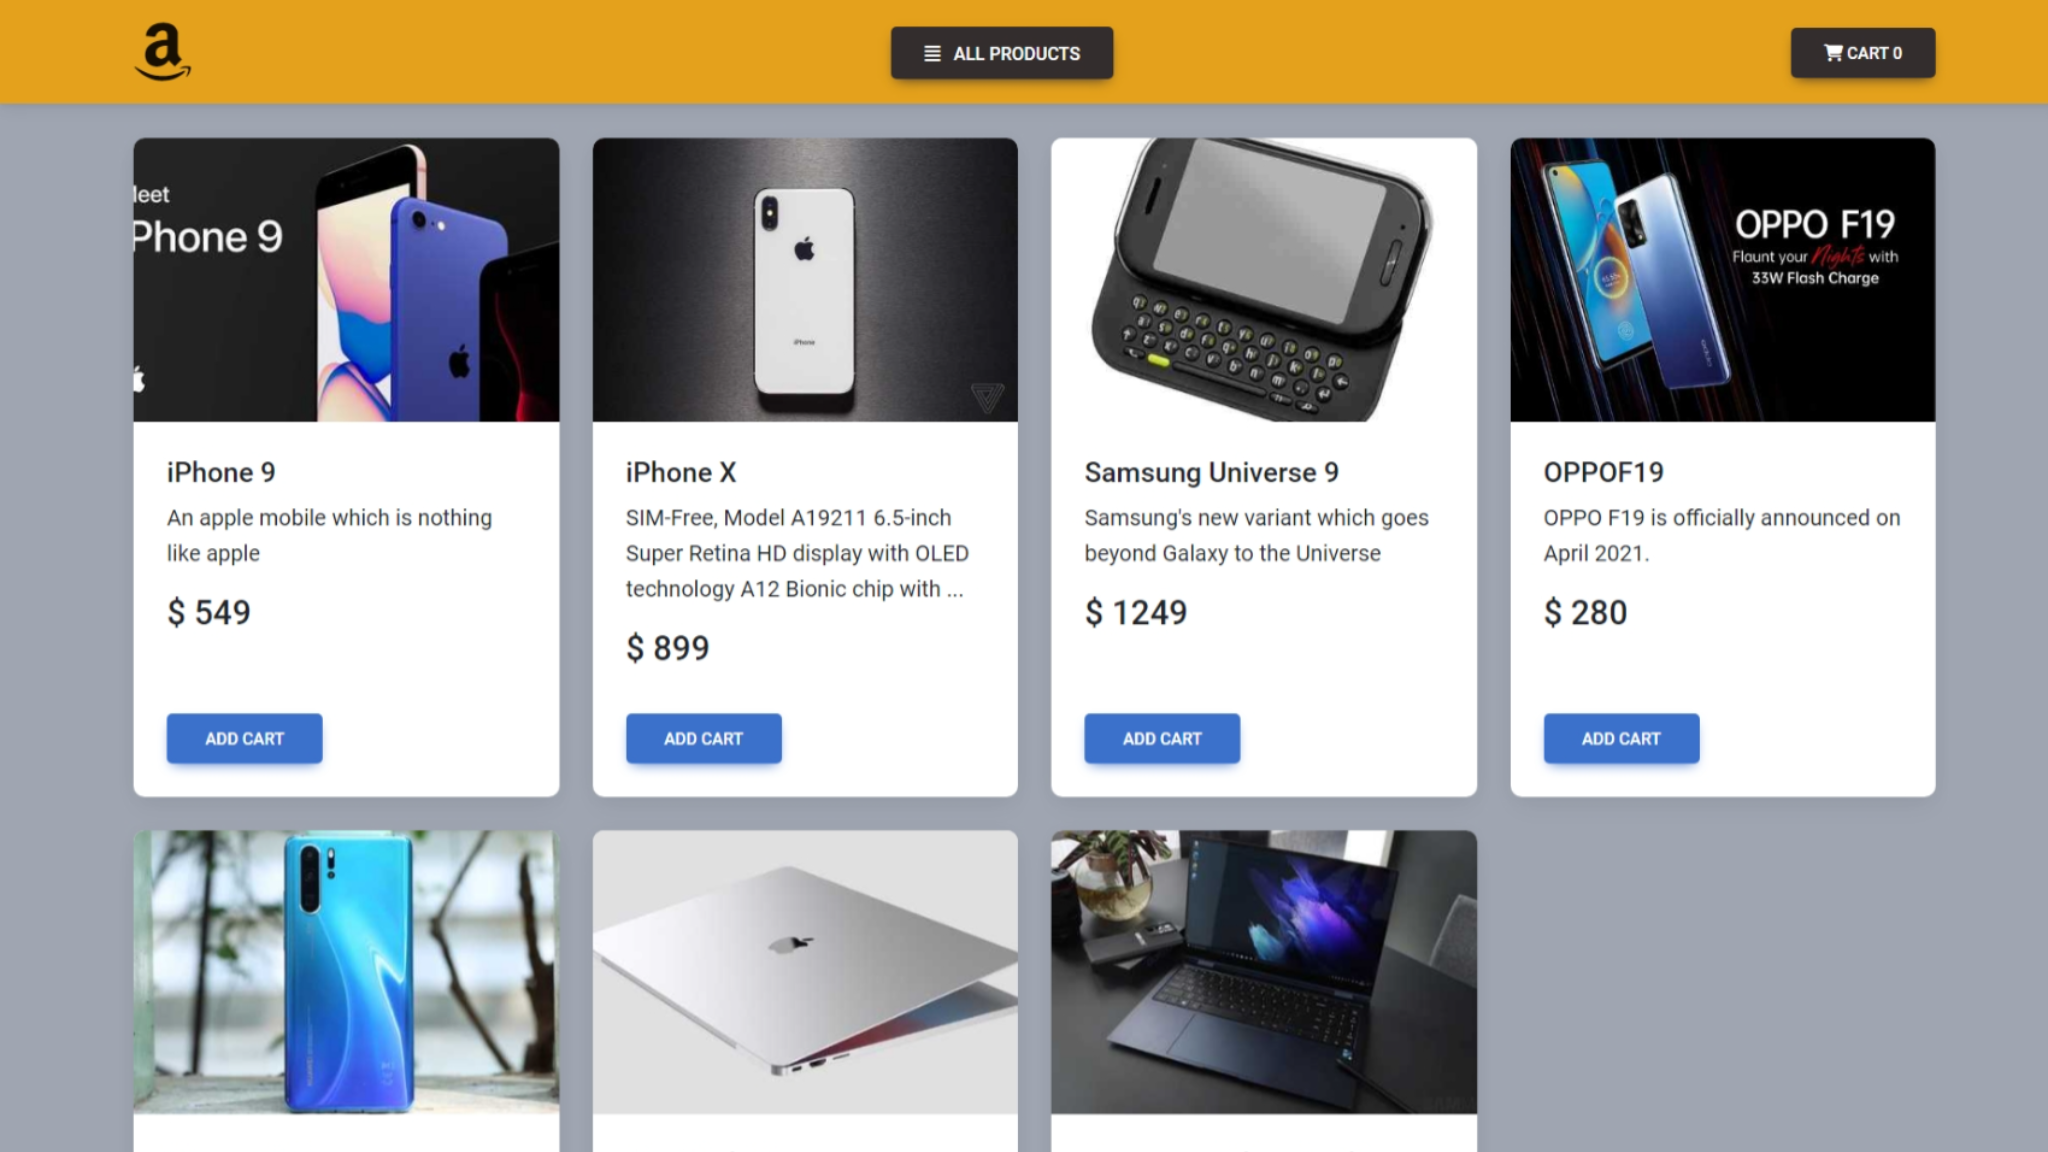 a
ALL PRODUCTS
CART 0
Meet
iPhone 9
iPhone
OPPO F19
Flaunt your Nights with
33W Flash Charge
iPhone 9
An apple mobile which is nothing
like apple
$ 549
ADD CART
iPhone X
SIM-Free, Model A19211 6.5-inch
Super Retina HD display with OLED
technology A12 Bionic chip with ...
$ 899
ADD CART
Samsung Universe 9
Samsung's new variant which goes
beyond Galaxy to the Universe
$ 1249
ADD CART
OPPOF19
OPPO F19 is officially announced on
April 2021.
$ 280
ADD CART